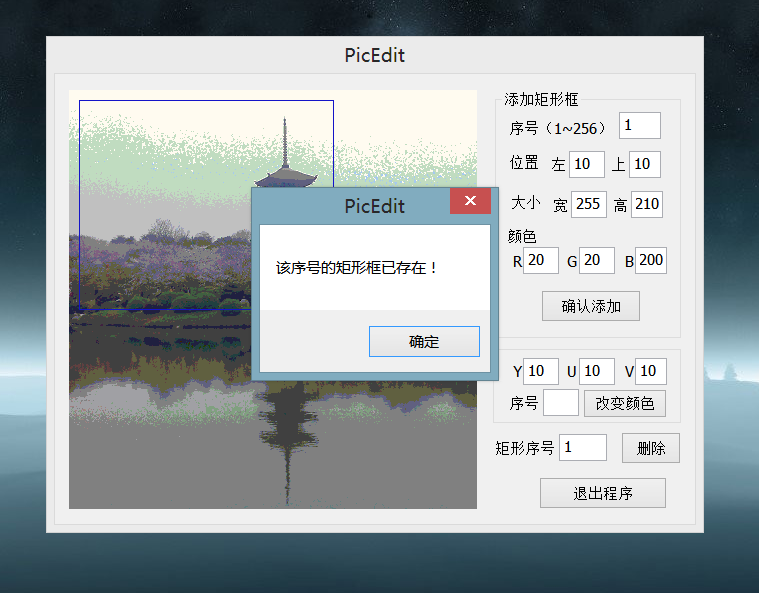 PicEdit
添加矩形框
序号（1~256） 1
位置 左 10 上 10
大小 宽 255 高 210
颜色
R 20 G 20 B 200
确认添加
PicEdit
该序号的矩形框已存在！
确定
Y 10 U 10 V 10
序号 改变颜色
矩形序号 1 删除
退出程序